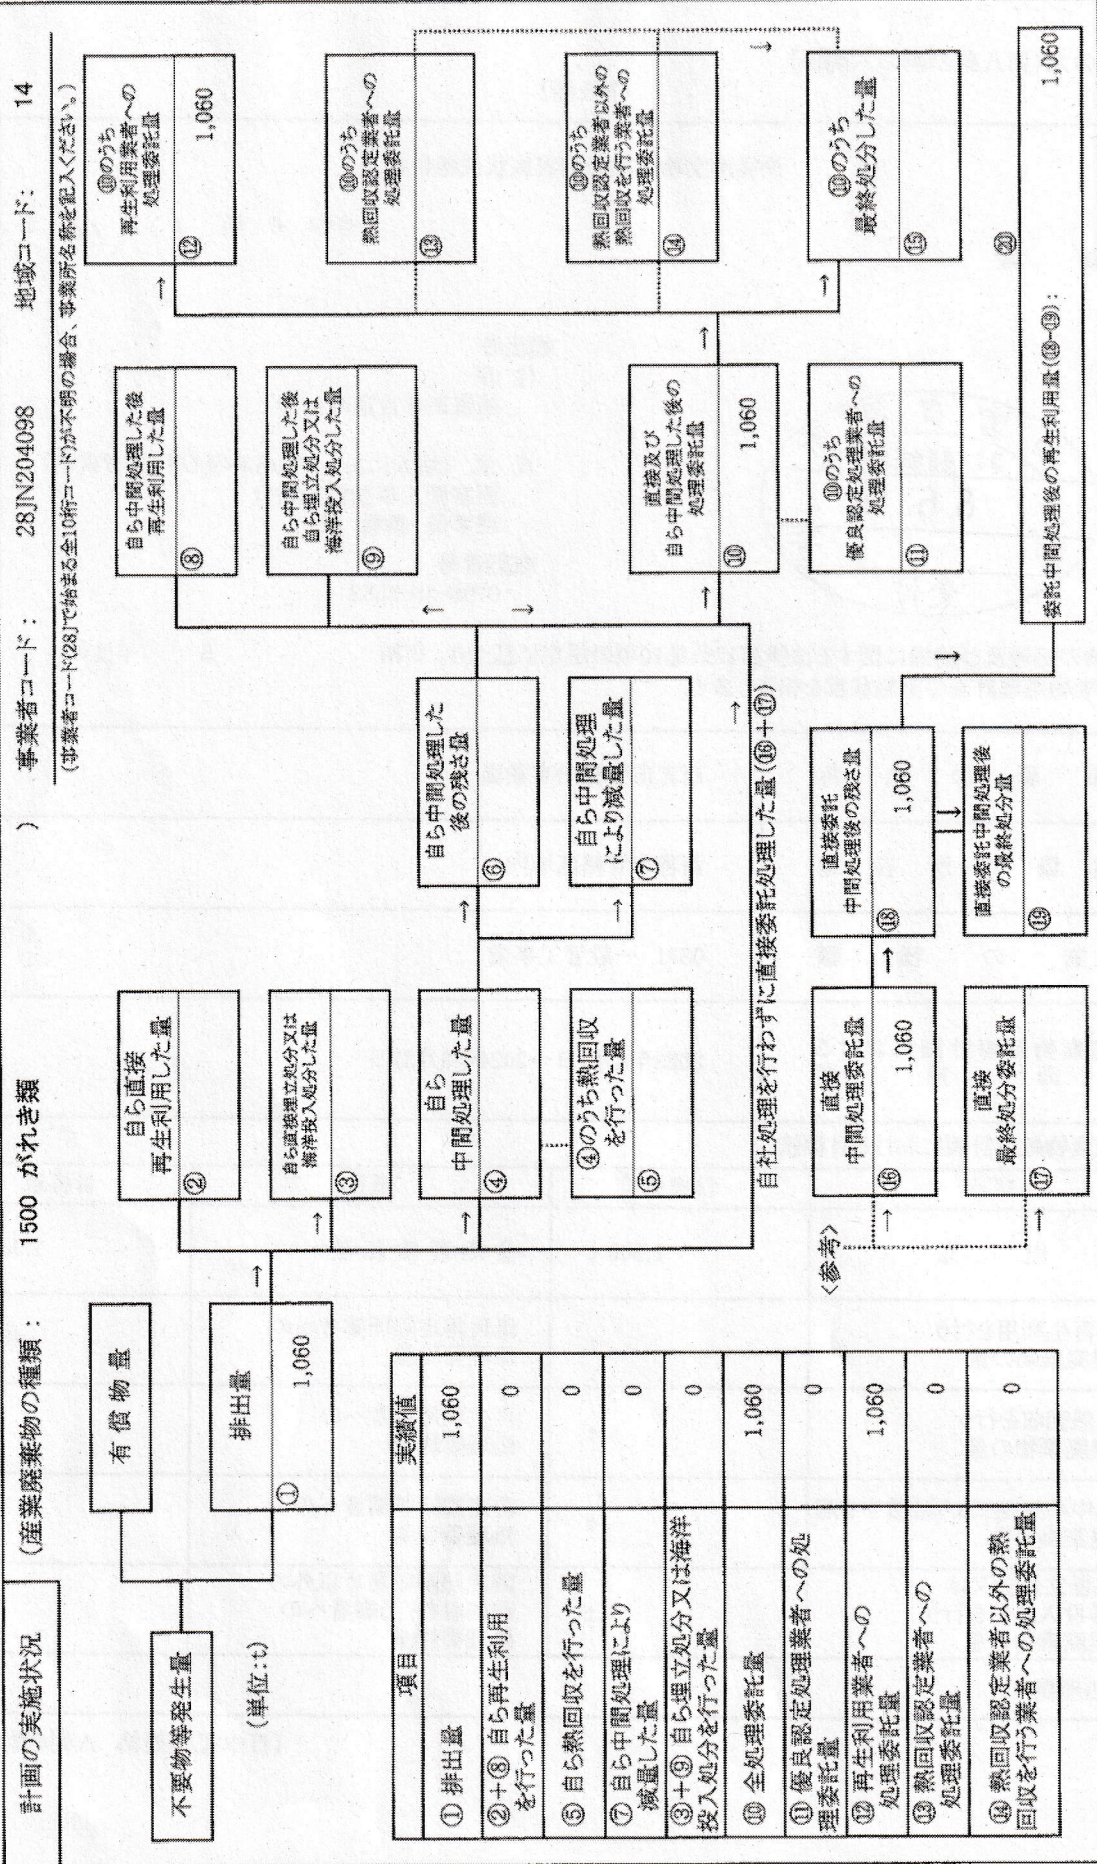 計画の実施状況
(産業廃棄物の種類：
1500 がれき類
)
事業者コード：
28JN204098
地域コード：
14
(事業者コード(28Jで始まる全10桁コード)が不明の場合、事業所名称を記入ください。)
不要物等発生量
(単位:t)
有 償 物 量
排出量
①
1,060
→
自ら直接
再生利用した量
②
→
自ら直接埋立処分又は
海洋投入処分した量
③
→
自ら
中間処理した量
④
④のうち熱回収
を行った量
⑤
→
自ら中間処理した
後の残さ量
⑥
→
自ら中間処理
により減量した量
⑦
自ら中間処理した後
再生利用した量
⑧
自ら中間処理した後
自ら埋立処分又は
海洋投入処分した量
⑨
↑
↓
→
直接及び
自ら中間処理した後の
処理委託量
⑩
1,060
⑩のうち
優良認定処理業者への
処理委託量
⑪
→
→
⑩のうち
再生利用業者への
処理委託量
⑫
1,060
⑩のうち
熱回収認定業者への
処理委託量
⑬
⑩のうち
熱回収認定業者以外の
熱回収を行う業者への
処理委託量
⑭
↓
→
⑩のうち
最終処分した量
⑮
自社処理を行わずに直接委託処理した量(⑯+⑰)
→
<参考>
→
直接
中間処理委託量
⑯
1,060
→
直接
最終処分委託量
⑰
→
直接委託
中間処理後の残さ量
⑱
1,060
↓
直接委託中間処理後
の最終処分量
⑲
→
委託中間処理後の再生利用量(⑱-⑲)：
⑳
1,060
項目
実績値
① 排出量
1,060
②+⑧ 自ら再生利用
を行った量
0
⑤ 自ら熱回収を行った量
0
⑦ 自ら中間処理により
減量した量
0
③+⑨ 自ら埋立処分又は海洋
投入処分を行った量
0
⑩ 全処理委託量
1,060
⑪ 優良認定処理業者への処
理委託量
0
⑫ 再生利用業者への
処理委託量
1,060
⑬ 熱回収認定業者への
処理委託量
0
⑭ 熱回収認定業者以外の熱
回収を行う業者への処理委託量
0